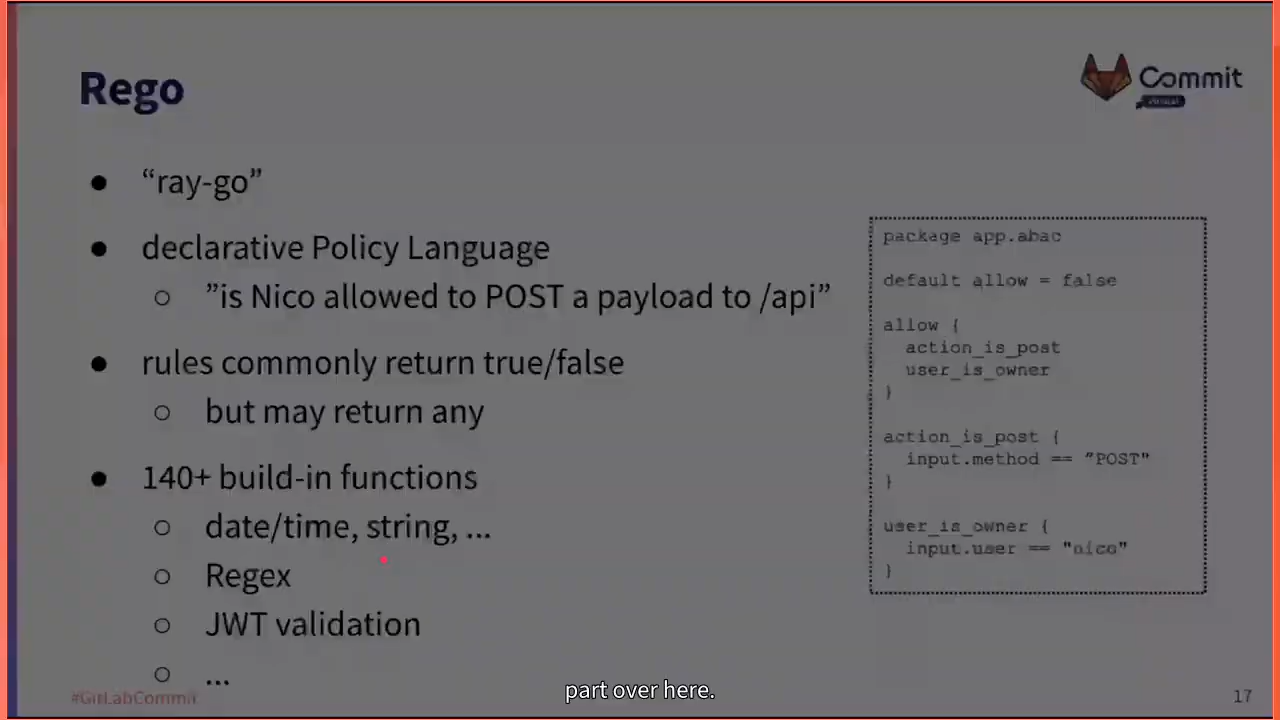 Rego
Commit
● “ray-go”
● declarative Policy Language
○ ”is Nico allowed to POST a payload to /api”
● rules commonly return true/false
○ but may return any
● 140+ build-in functions
○ date/time, string, ...
○ Regex
○ JWT validation
○ ...
package app.abac
default allow = false
allow {
action_is_post
user_is_owner
}
action_is_post {
input.method == ”POST"
}
user_is_owner {
input.user == "nico"
}
#GitLabCommit
part over here.
17